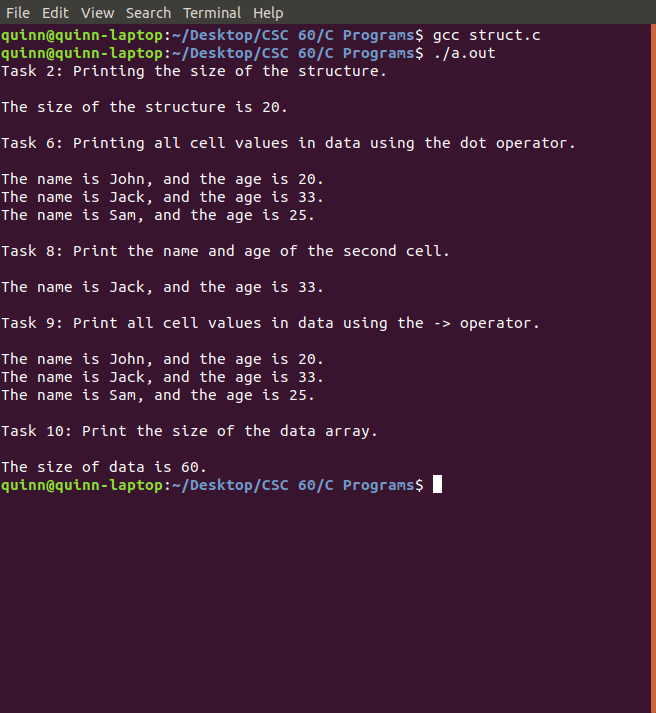 File Edit View Search Terminal Help
quinn@quinn-laptop:~/Desktop/CSC 60/C Programs$ gcc struct.c
quinn@quinn-laptop:~/Desktop/CSC 60/C Programs$ ./a.out
Task 2: Printing the size of the structure.
The size of the structure is 20.
Task 6: Printing all cell values in data using the dot operator.
The name is John, and the age is 20.
The name is Jack, and the age is 33.
The name is Sam, and the age is 25.
Task 8: Print the name and age of the second cell.
The name is Jack, and the age is 33.
Task 9: Print all cell values in data using the -> operator.
The name is John, and the age is 20.
The name is Jack, and the age is 33.
The name is Sam, and the age is 25.
Task 10: Print the size of the data array.
The size of data is 60.
quinn@quinn-laptop:~/Desktop/CSC 60/C Programs$